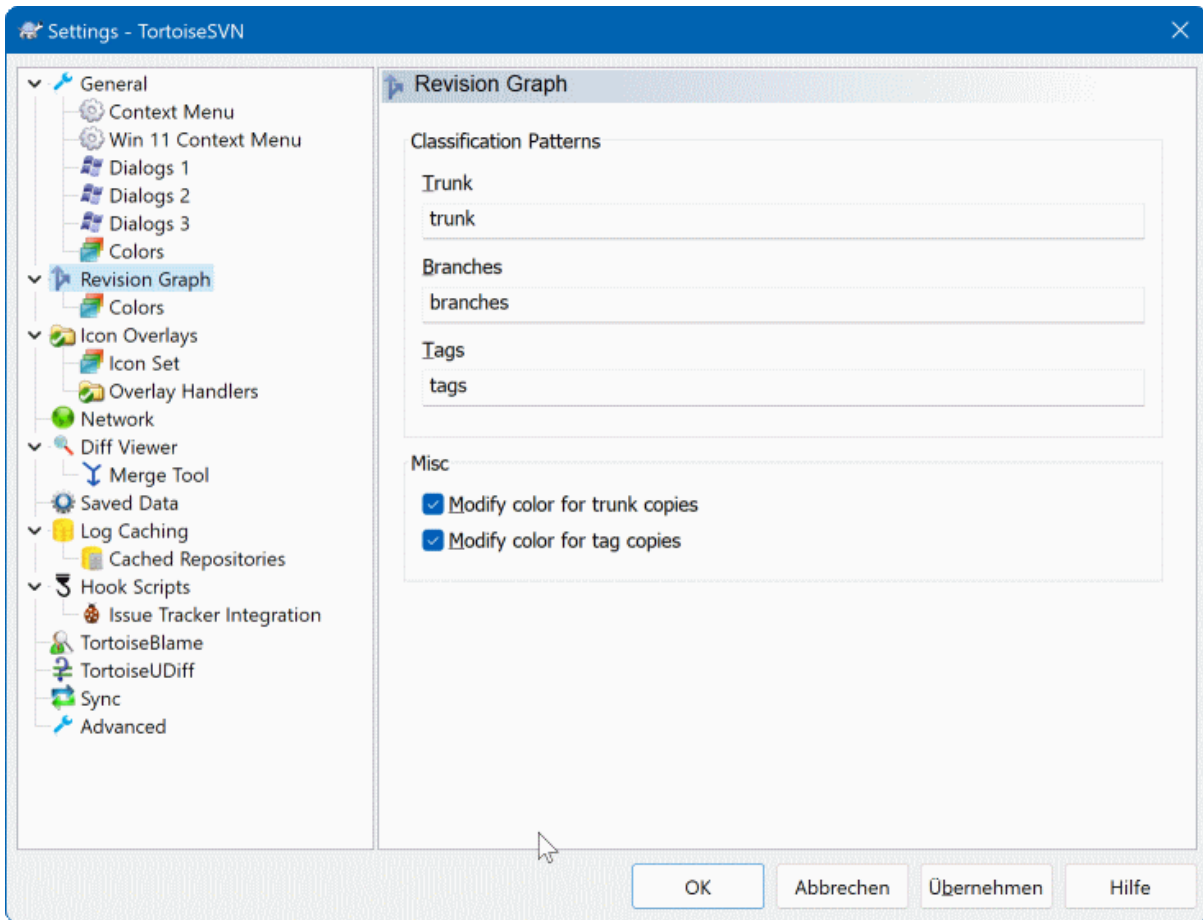 Settings - TortoiseSVN
General
Context Menu
Win 11 Context Menu
Dialogs 1
Dialogs 2
Dialogs 3
Colors
Revision Graph
Colors
Icon Overlays
Icon Set
Overlay Handlers
Network
Diff Viewer
Merge Tool
Saved Data
Log Caching
Cached Repositories
Hook Scripts
Issue Tracker Integration
TortoiseBlame
TortoiseUDiff
Sync
Advanced
Revision Graph
Classification Patterns
Trunk
trunk
Branches
branches
Tags
tags
Misc
Modify color for trunk copies
Modify color for tag copies
OK Abbrechen Übernehmen Hilfe